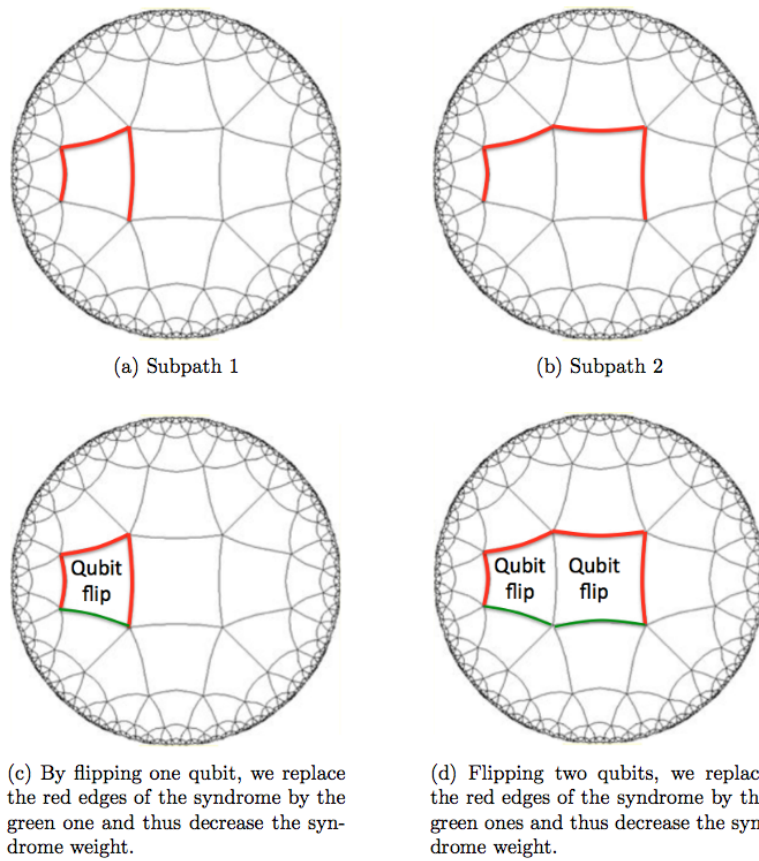 (a) Subpath 1
(b) Subpath 2
Qubit
flip
Qubit
flip
Qubit
flip
(c) By flipping one qubit, we replace
the red edges of the syndrome by the
green one and thus decrease the syn-
drome weight.
(d) Flipping two qubits, we replac
the red edges of the syndrome by th
green ones and thus decrease the syn
drome weight.